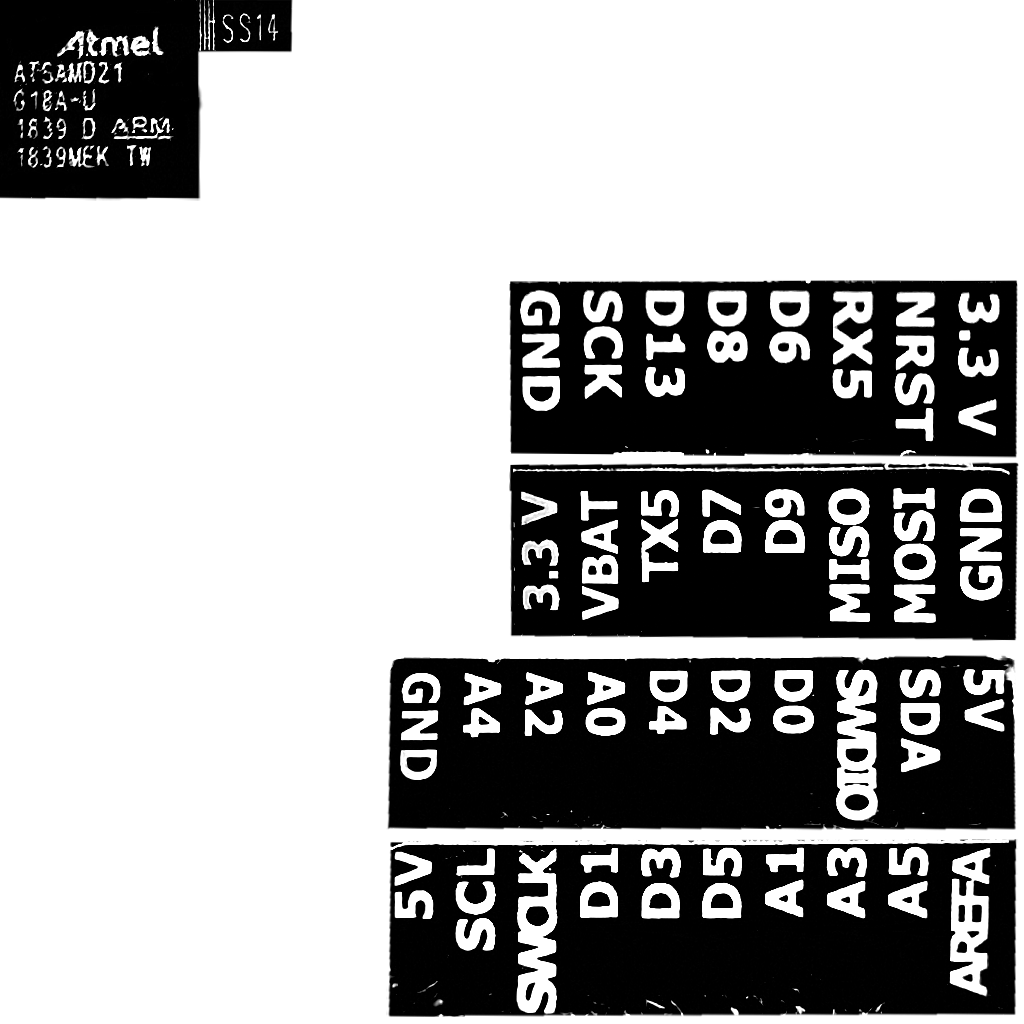 Atmel
ATSAMD21
G18A-U
1839 D ARM
1839MEK TW
SS14
GND
SCK
D13
D8
D6
RX5
NRST
3.3 V
3.3 V
VBAT
TX5
D7
D9
MISO
MOSI
GND
GND
A4
A2
A0
D4
D2
D0
SWDIO
SDA
5V
5V
SCL
SWCLK
D1
D3
D5
A1
A3
A5
AREFA